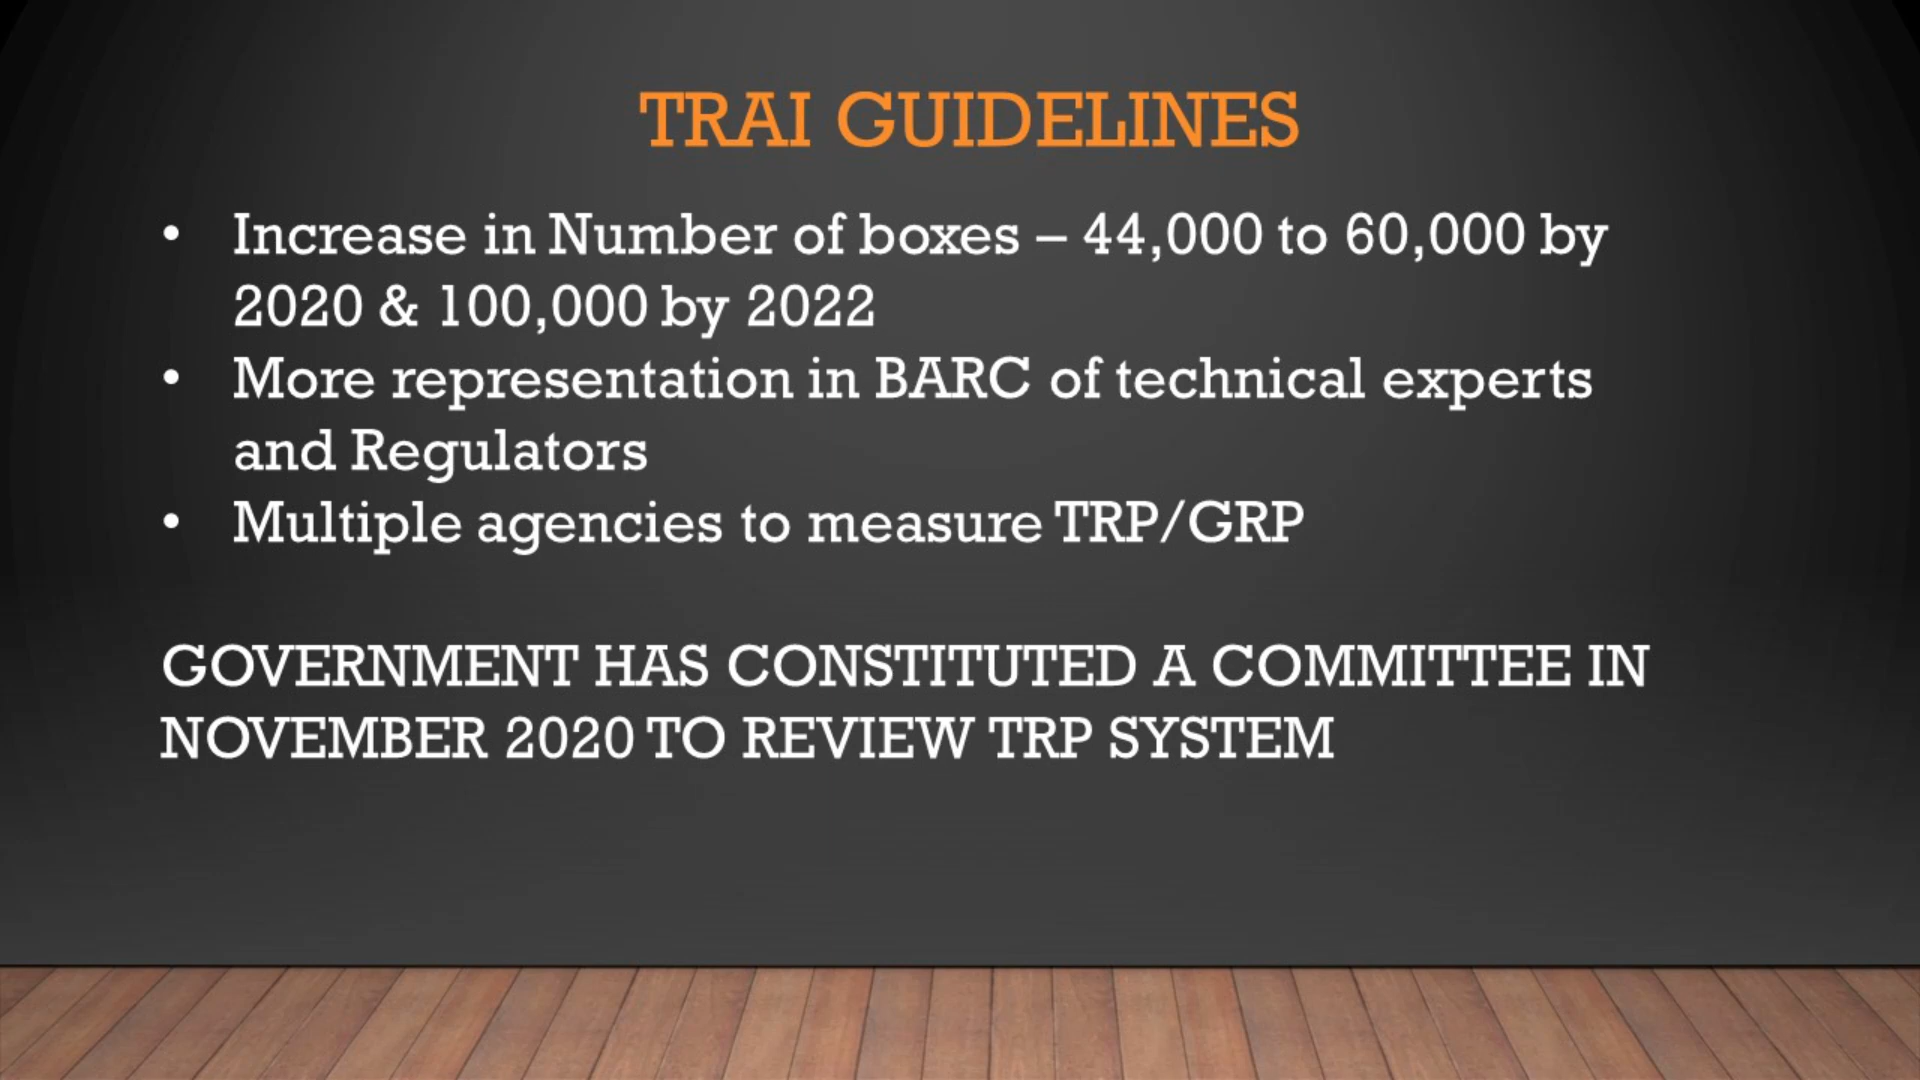 TRAI GUIDELINES
• Increase in Number of boxes – 44,000 to 60,000 by
2020 & 100,000 by 2022
• More representation in BARC of technical experts
and Regulators
• Multiple agencies to measure TRP/GRP
GOVERNMENT HAS CONSTITUTED A COMMITTEE IN
NOVEMBER 2020 TO REVIEW TRP SYSTEM